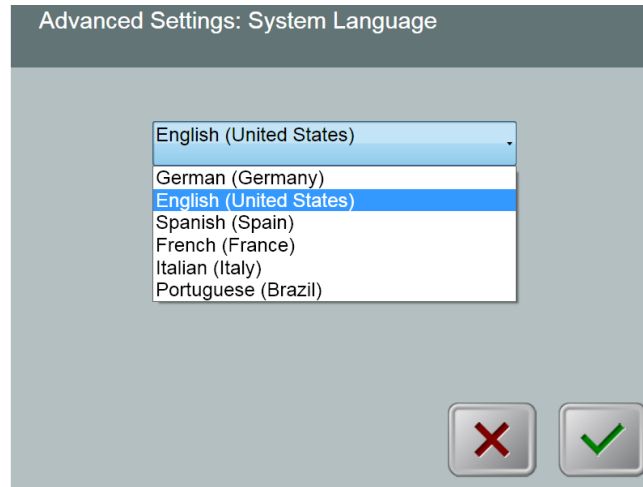 Advanced Settings: System Language
English (United States)
German (Germany)
English (United States)
Spanish (Spain)
French (France)
Italian (Italy)
Portuguese (Brazil)